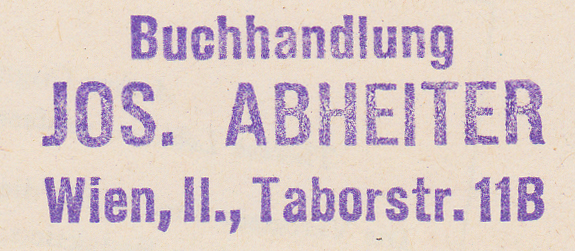 Buchhandlung
JOS. ABHEITER
Wien, II., Taborstr. 11B